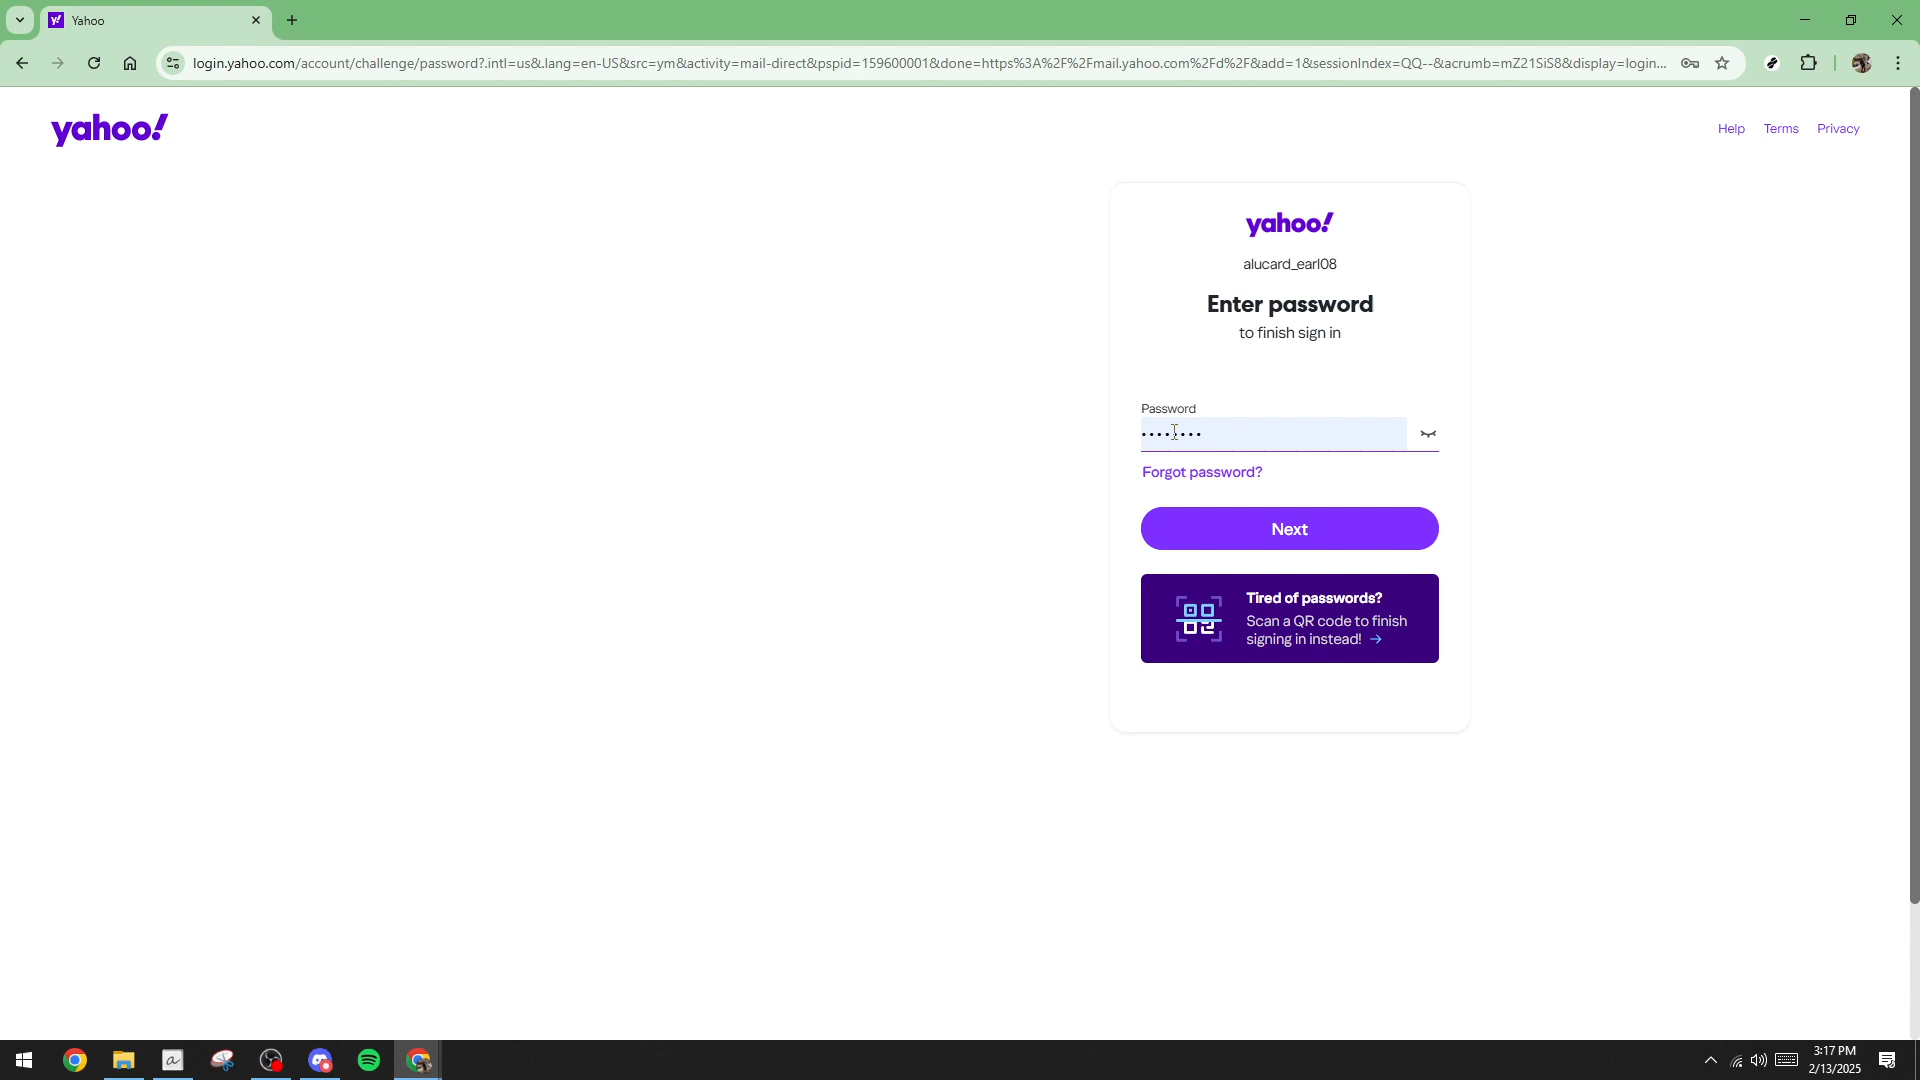 Yahoo
login.yahoo.com/account/challenge/password?.intl=us&.lang=en-US&src=ym&activity=mail-direct&pspid=159600001&done=https%3A%2F%2Fmail.yahoo.com%2Fd%2F&add=1&sessionIndex=QQ--&acrumb=mZ21SiS8&display=login...
yahoo!
Help Terms Privacy
yahoo!
alucard_earl08
Enter password
to finish sign in
Password
Forgot password?
Next
Tired of passwords?
Scan a QR code to finish
signing in instead! →
3:17 PM
2/13/2025